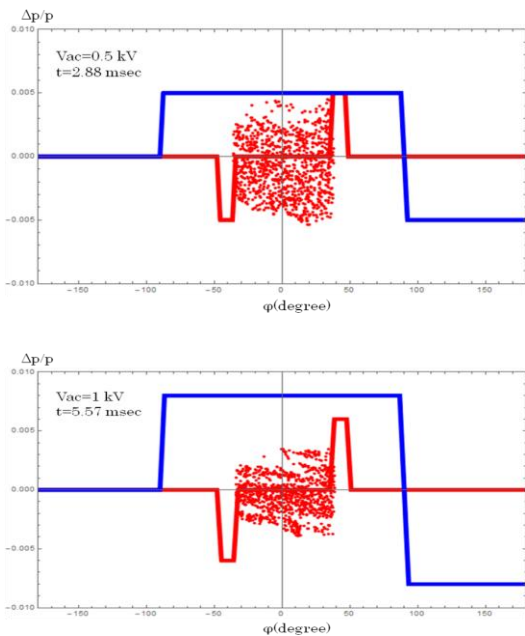 Δp/p
0.010
Vac=0.5 kV
t=2.88 msec
0.005
0.000
-0.005
-0.010
-150 -100 -50 0 50 100 150
φ(degree)
Δp/p
0.010
Vac=1 kV
t=5.57 msec
0.005
0.000
-0.005
-0.010
-150 -100 -50 0 50 100 150
φ(degree)